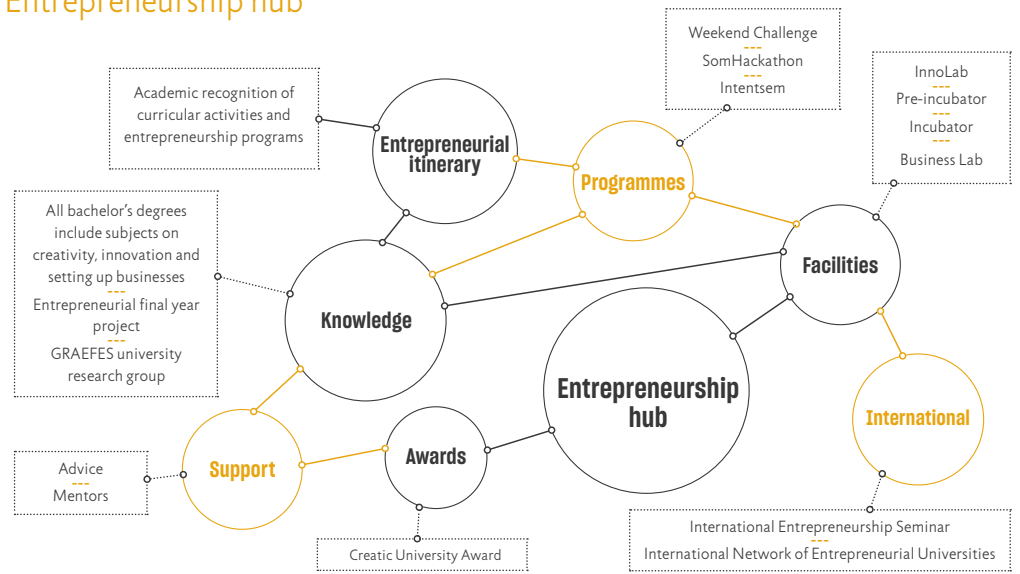 Entrepreneurship hub
Weekend Challenge
SomHackathon
Intentsem
InnoLab
Pre-incubator
Incubator
Business Lab
Academic recognition of
curricular activities and
entrepreneurship programs
Entrepreneurial
itinerary
Programmes
All bachelor's degrees
include subjects on
creativity, innovation and
setting up businesses
Entrepreneurial final year
project
GRAEFES university
research group
Facilities
Knowledge
Entrepreneurship
hub
International
Support
Awards
Advice
Mentors
Creatic University Award
International Entrepreneurship Seminar
International Network of Entrepreneurial Universities